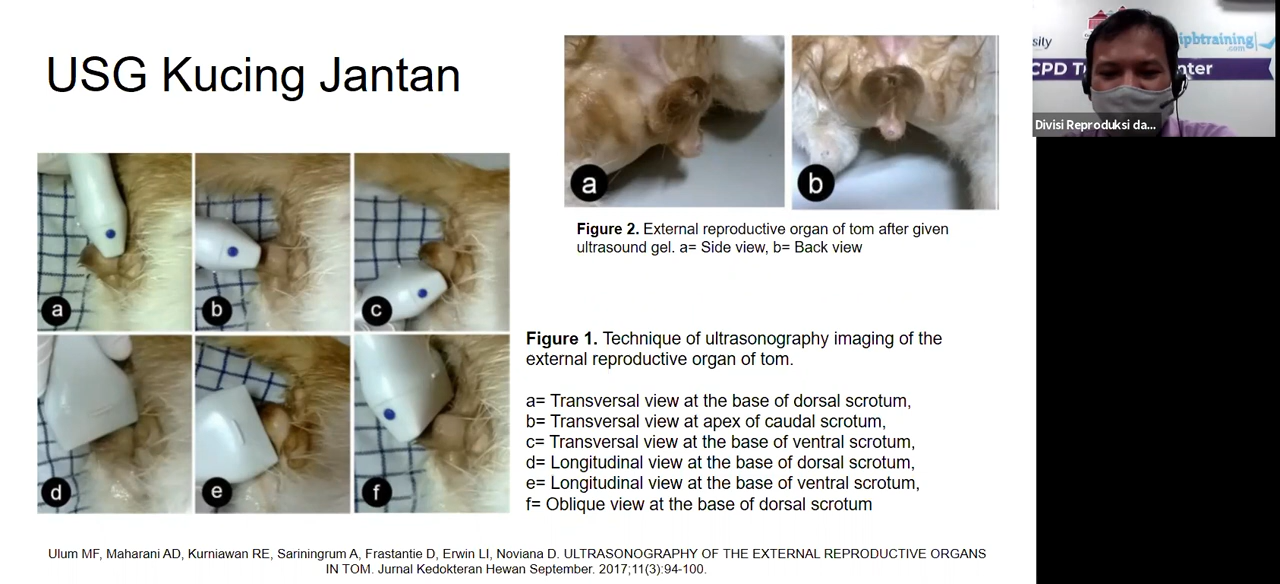 USG Kucing Jantan
a
b
Figure 2. External reproductive organ of tom after given
ultrasound gel. a= Side view, b= Back view
a
b
c
d
e
f
Figure 1. Technique of ultrasonography imaging of the
external reproductive organ of tom.
a= Transversal view at the base of dorsal scrotum,
b= Transversal view at apex of caudal scrotum,
c= Transversal view at the base of ventral scrotum,
d= Longitudinal view at the base of dorsal scrotum,
e= Longitudinal view at the base of ventral scrotum,
f= Oblique view at the base of dorsal scrotum
Ulum MF, Maharani AD, Kurniawan RE, Sariningrum A, Frastantie D, Erwin LI, Noviana D. ULTRASONOGRAPHY OF THE EXTERNAL REPRODUCTIVE ORGANS
IN TOM. Jurnal Kedokteran Hewan September. 2017;11(3):94-100.
sity
ipbtraining
.com
CPD T nter
Divisi Reproduksi da...